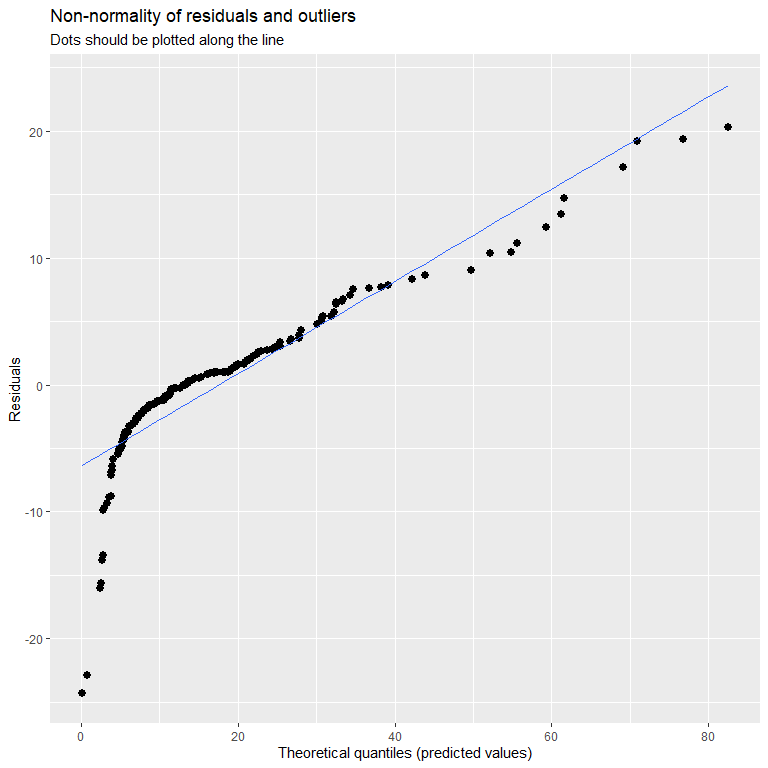 Non-normality of residuals and outliers
Dots should be plotted along the line
Residuals
20
10
0
-10
-20
0 20 40 60 80
Theoretical quantiles (predicted values)